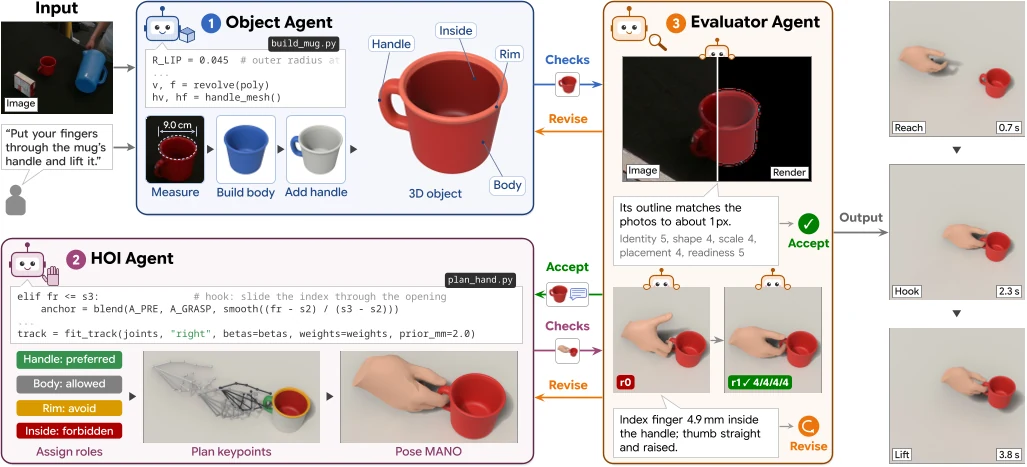 Input
Image
"Put your fingers
through the mug's
handle and lift it."
1 Object Agent
build_mug.py
R_LIP = 0.045 # outer radius at
...
v, f = revolve(poly)
hv, hf = handle_mesh()
9.0 cm
Measure
Build body
Add handle
Handle
Inside
Rim
Body
3D object
Checks
Revise
3 Evaluator Agent
Image
Render
Its outline matches the
photos to about 1 px.
Identity 5, shape 4, scale 4,
placement 4, readiness 5
Accept
r0
r1 ✓ 4/4/4/4
Index finger 4.9 mm inside
the handle; thumb straight
and raised.
Revise
2 HOI Agent
plan_hand.py
elif fr <= s3: # hook: slide the index through the opening
anchor = blend(A_PRE, A_GRASP, smooth((fr - s2) / (s3 - s2)))
...
track = fit_track(joints, "right", betas=betas, weights=weights, prior_mm=2.0)
Handle: preferred
Body: allowed
Rim: avoid
Inside: forbidden
Assign roles
Plan keypoints
Pose MANO
Accept
Checks
Revise
Output
Reach
0.7 s
Hook
2.3 s
Lift
3.8 s